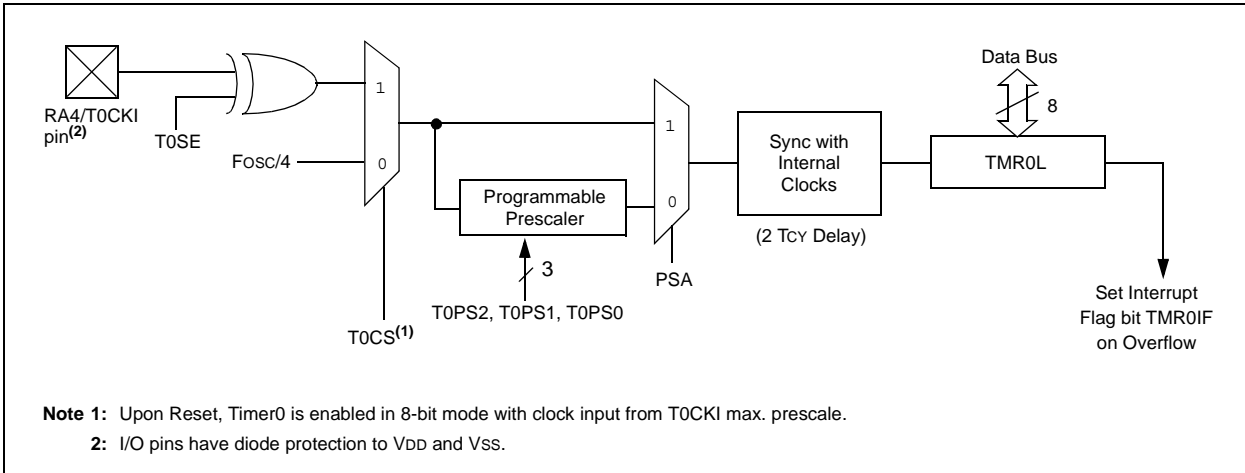 RA4/T0CKI
pin(2)
T0SE
FOSC/4
1
0
T0CS(1)
Programmable
Prescaler
3
T0PS2, T0PS1, T0PS0
1
0
PSA
Sync with
Internal
Clocks
(2 TCY Delay)
Data Bus
8
TMR0L
Set Interrupt
Flag bit TMR0IF
on Overflow
Note 1: Upon Reset, Timer0 is enabled in 8-bit mode with clock input from T0CKI max. prescale.
2: I/O pins have diode protection to VDD and VSS.